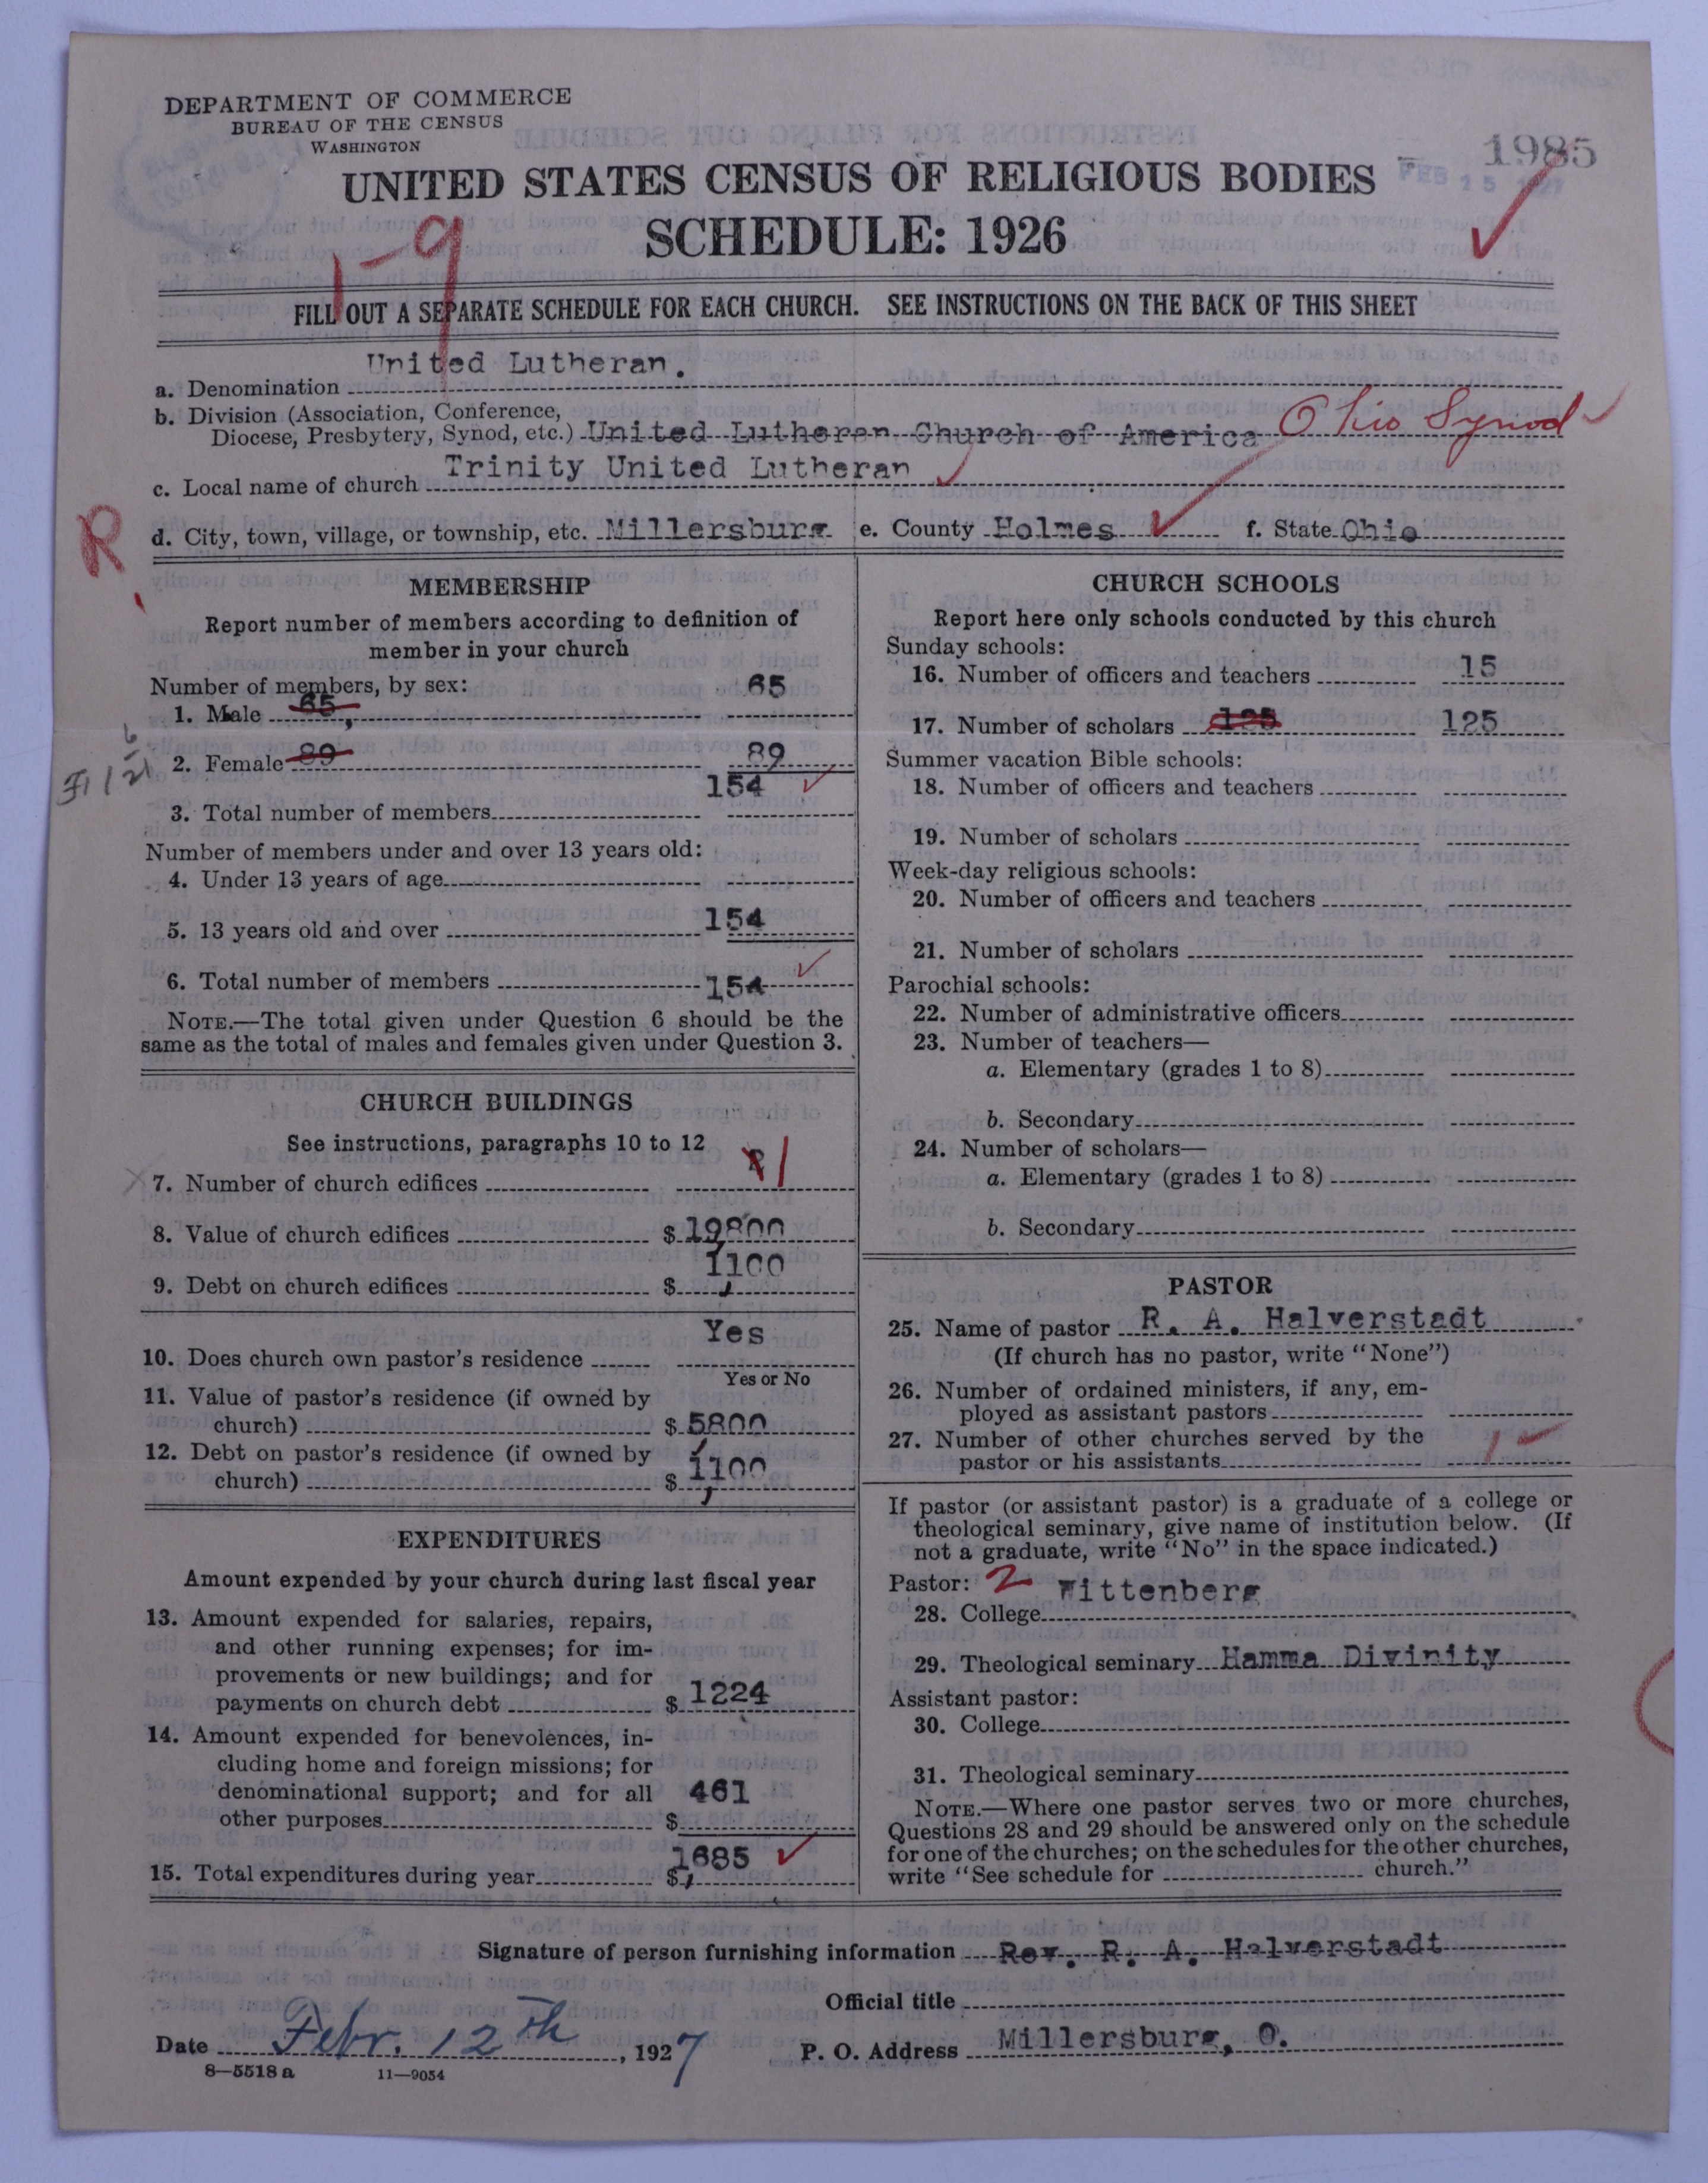 DEPARTMENT OF COMMERCE
BUREAU OF THE CENSUS
WASHINGTON
1985
FEB 15 1927
UNITED STATES CENSUS OF RELIGIOUS BODIES
SCHEDULE: 1926
1-9
FILL OUT A SEPARATE SCHEDULE FOR EACH CHURCH. SEE INSTRUCTIONS ON THE BACK OF THIS SHEET
a. Denomination United Lutheran.
b. Division (Association, Conference,
Diocese, Presbytery, Synod, etc.) United Lutheran Church of America Ohio Synod
c. Local name of church Trinity United Lutheran
R
d. City, town, village, or township, etc. Millersburg e. County Holmes f. State Ohio
MEMBERSHIP
Report number of members according to definition of
member in your church
Number of members, by sex:
1. Male 65, 65
2. Female 89 89
3. Total number of members 154
Number of members under and over 13 years old:
4. Under 13 years of age
5. 13 years old and over 154
6. Total number of members 154
NOTE.—The total given under Question 6 should be the
same as the total of males and females given under Question 3.
CHURCH BUILDINGS
See instructions, paragraphs 10 to 12
7. Number of church edifices 1
8. Value of church edifices $ 19800
9. Debt on church edifices $ 1100
10. Does church own pastor's residence Yes
Yes or No
11. Value of pastor's residence (if owned by
church) $ 5800
12. Debt on pastor's residence (if owned by
church) $ 1100
EXPENDITURES
Amount expended by your church during last fiscal year
13. Amount expended for salaries, repairs,
and other running expenses; for im-
provements or new buildings; and for
payments on church debt $ 1224
14. Amount expended for benevolences, in-
cluding home and foreign missions; for
denominational support; and for all
other purposes $ 461
15. Total expenditures during year $ 1685
CHURCH SCHOOLS
Report here only schools conducted by this church
Sunday schools:
16. Number of officers and teachers 15
17. Number of scholars 125 125
Summer vacation Bible schools:
18. Number of officers and teachers
19. Number of scholars
Week-day religious schools:
20. Number of officers and teachers
21. Number of scholars
Parochial schools:
22. Number of administrative officers
23. Number of teachers—
a. Elementary (grades 1 to 8)
b. Secondary
24. Number of scholars—
a. Elementary (grades 1 to 8)
b. Secondary
PASTOR
25. Name of pastor R. A. Halverstadt
(If church has no pastor, write "None")
26. Number of ordained ministers, if any, em-
ployed as assistant pastors
27. Number of other churches served by the
pastor or his assistants 1
If pastor (or assistant pastor) is a graduate of a college or
theological seminary, give name of institution below. (If
not a graduate, write "No" in the space indicated.)
Pastor: 2
28. College Wittenberg
29. Theological seminary Hamma Divinity
Assistant pastor:
30. College
31. Theological seminary
NOTE.—Where one pastor serves two or more churches,
Questions 28 and 29 should be answered only on the schedule
for one of the churches; on the schedules for the other churches,
write "See schedule for church."
Signature of person furnishing information Rev. R. A. Halverstadt
Official title
Date Febr. 12th, 1927 P. O. Address Millersburg, O.
8—5518 a 11—9054